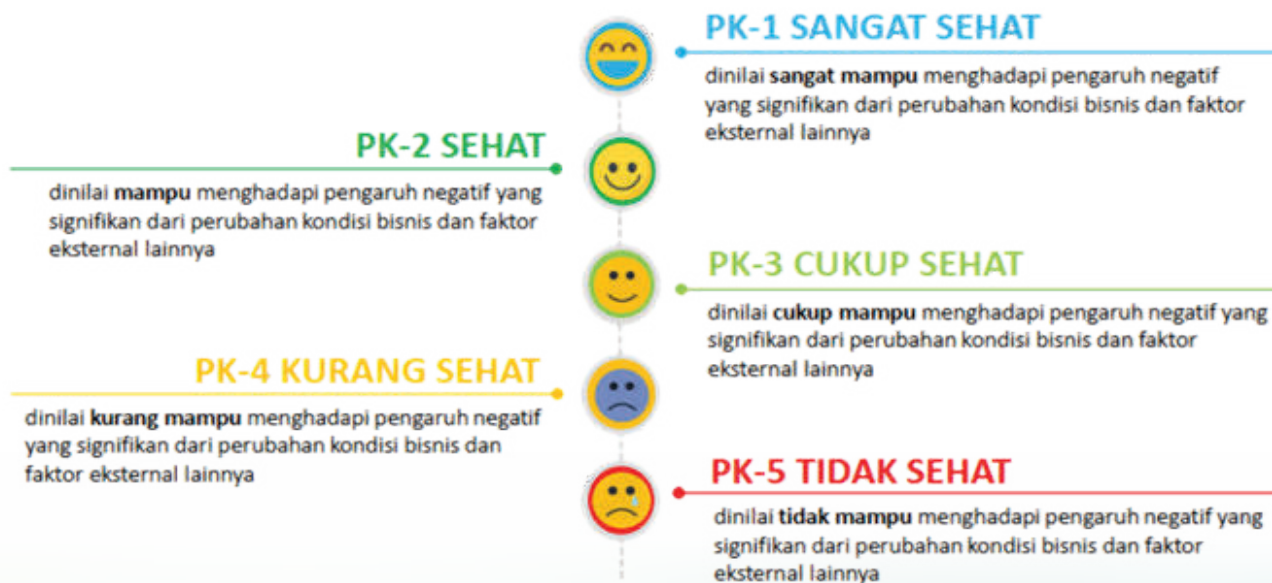 PK-1 SANGAT SEHAT
dinilai sangat mampu menghadapi pengaruh negatif
yang signifikan dari perubahan kondisi bisnis dan faktor
eksternal lainnya
PK-2 SEHAT
dinilai mampu menghadapi pengaruh negatif yang
signifikan dari perubahan kondisi bisnis dan faktor
eksternal lainnya
PK-3 CUKUP SEHAT
dinilai cukup mampu menghadapi pengaruh negatif yang
signifikan dari perubahan kondisi bisnis dan faktor
eksternal lainnya
PK-4 KURANG SEHAT
dinilai kurang mampu menghadapi pengaruh negatif
yang signifikan dari perubahan kondisi bisnis dan
faktor eksternal lainnya
PK-5 TIDAK SEHAT
dinilai tidak mampu menghadapi pengaruh negatif yang
signifikan dari perubahan kondisi bisnis dan faktor
eksternal lainnya